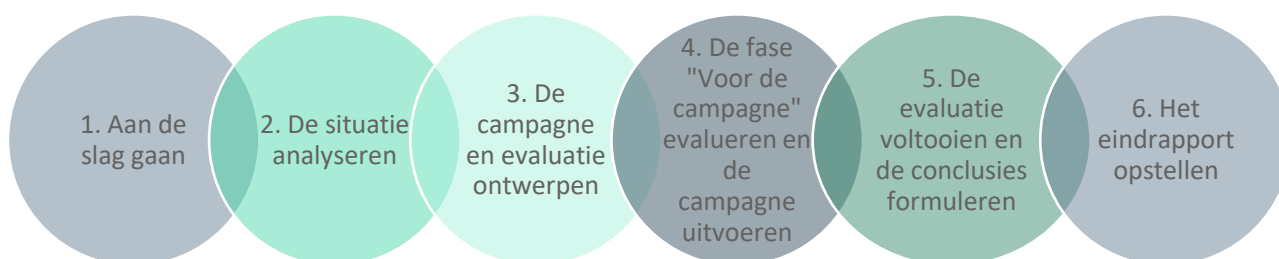 1. Aan de
slag gaan
2. De situatie
analyseren
3. De
campagne
en evaluatie
ontwerpen
4. De fase
"Voor de
campagne"
evalueren en
de
campagne
uitvoeren
5. De
evaluatie
voltooien en
de conclusies
formuleren
6. Het
eindrapport
opstellen